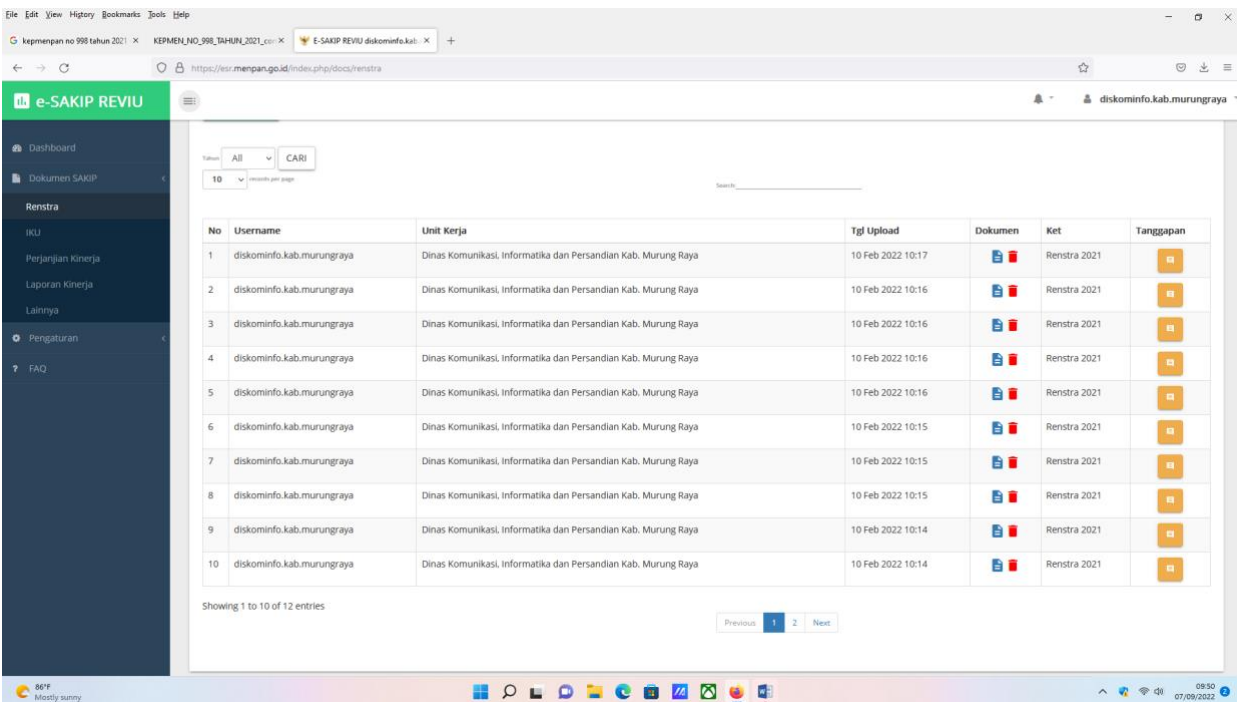 File Edit View History Bookmarks Tools Help
kepmenpan no 998 tahun 2021 × KEPMEN_NO_998_TAHUN_2021_con × E-SAKIP REVIU diskominfo.kab. × +
https://esr.menpan.go.id/index.php/docs/renstra
e-SAKIP REVIU diskominfo.kab.murungraya
Dashboard
Dokumen SAKIP
Renstra
IKU
Perjanjian Kinerja
Laporan Kinerja
Lainnya
Pengaturan
? FAQ
Tahun All CARI
10 records per page
Search:
No Username Unit Kerja Tgl Upload Dokumen Ket Tanggapan
1 diskominfo.kab.murungraya Dinas Komunikasi, Informatika dan Persandian Kab. Murung Raya 10 Feb 2022 10:17 Renstra 2021
2 diskominfo.kab.murungraya Dinas Komunikasi, Informatika dan Persandian Kab. Murung Raya 10 Feb 2022 10:16 Renstra 2021
3 diskominfo.kab.murungraya Dinas Komunikasi, Informatika dan Persandian Kab. Murung Raya 10 Feb 2022 10:16 Renstra 2021
4 diskominfo.kab.murungraya Dinas Komunikasi, Informatika dan Persandian Kab. Murung Raya 10 Feb 2022 10:16 Renstra 2021
5 diskominfo.kab.murungraya Dinas Komunikasi, Informatika dan Persandian Kab. Murung Raya 10 Feb 2022 10:16 Renstra 2021
6 diskominfo.kab.murungraya Dinas Komunikasi, Informatika dan Persandian Kab. Murung Raya 10 Feb 2022 10:15 Renstra 2021
7 diskominfo.kab.murungraya Dinas Komunikasi, Informatika dan Persandian Kab. Murung Raya 10 Feb 2022 10:15 Renstra 2021
8 diskominfo.kab.murungraya Dinas Komunikasi, Informatika dan Persandian Kab. Murung Raya 10 Feb 2022 10:15 Renstra 2021
9 diskominfo.kab.murungraya Dinas Komunikasi, Informatika dan Persandian Kab. Murung Raya 10 Feb 2022 10:14 Renstra 2021
10 diskominfo.kab.murungraya Dinas Komunikasi, Informatika dan Persandian Kab. Murung Raya 10 Feb 2022 10:14 Renstra 2021
Showing 1 to 10 of 12 entries
Previous 1 2 Next
86°F
Mostly sunny
09:50
07/09/2022 2